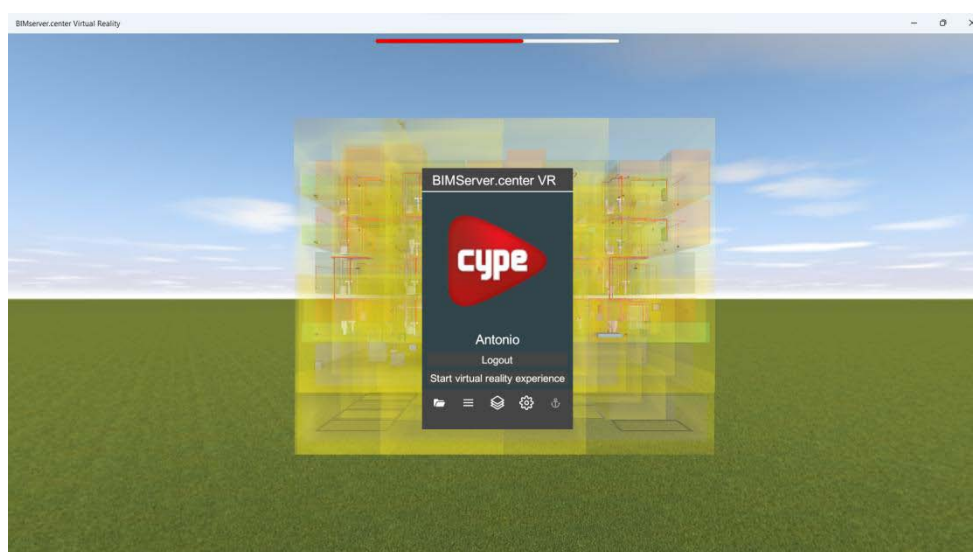 BIMserver.center Virtual Reality
BIMServer.center VR
cype
Antonio
Logout
Start virtual reality experience